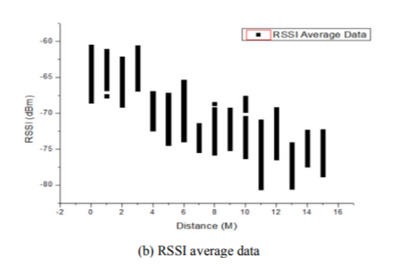 RSSI Average Data
-60
-65
-70
-75
-80
RSSI (dBm)
-2 0 2 4 6 8 10 12 14 16
Distance (M)
(b) RSSI average data